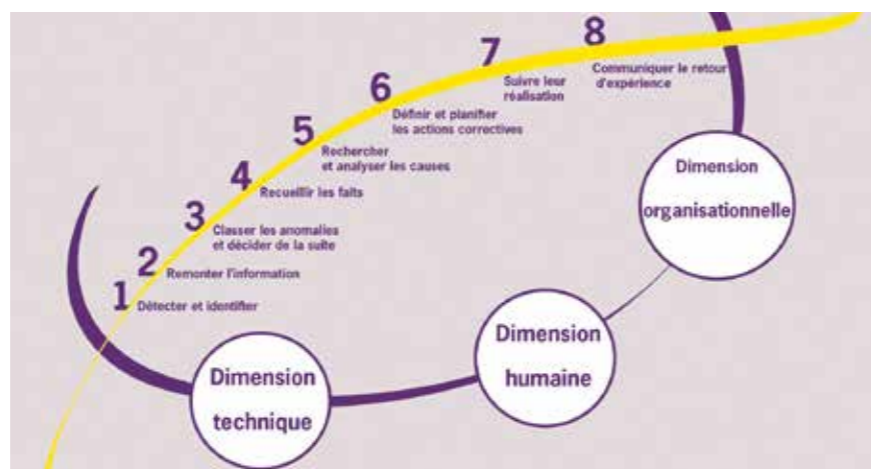 1 Détecter et identifier
2 Remonter l'information
3 Classer les anomalies
et décider de la suite
4 Recueillir les faits
5 Rechercher
et analyser les causes
6 Définir et planifier
les actions correctives
7 Suivre leur
réalisation
8 Communiquer le retour
d'expérience
Dimension
technique
Dimension
humaine
Dimension
organisationnelle